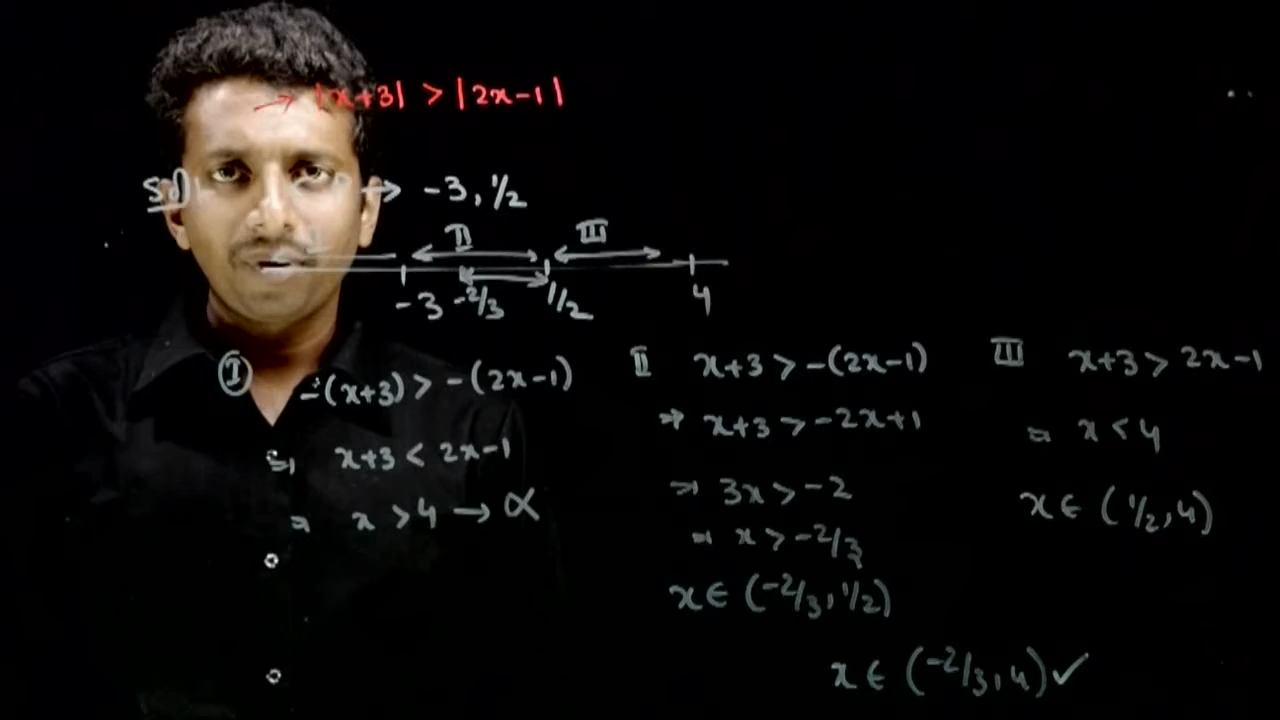 → |x+3| > |2x-1|
Sol → -3, 1/2
II III
-3 -2/3 1/2 4
I -(x+3) > -(2x-1)
⇒ x+3 < 2x-1
⇒ x > 4 → ∝
II x+3 > -(2x-1)
⇒ x+3 > -2x+1
⇒ 3x > -2
⇒ x > -2/3
x ∈ (-2/3, 1/2)
III x+3 > 2x-1
⇒ x < 4
x ∈ (1/2, 4)
x ∈ (-2/3, 4) ✓